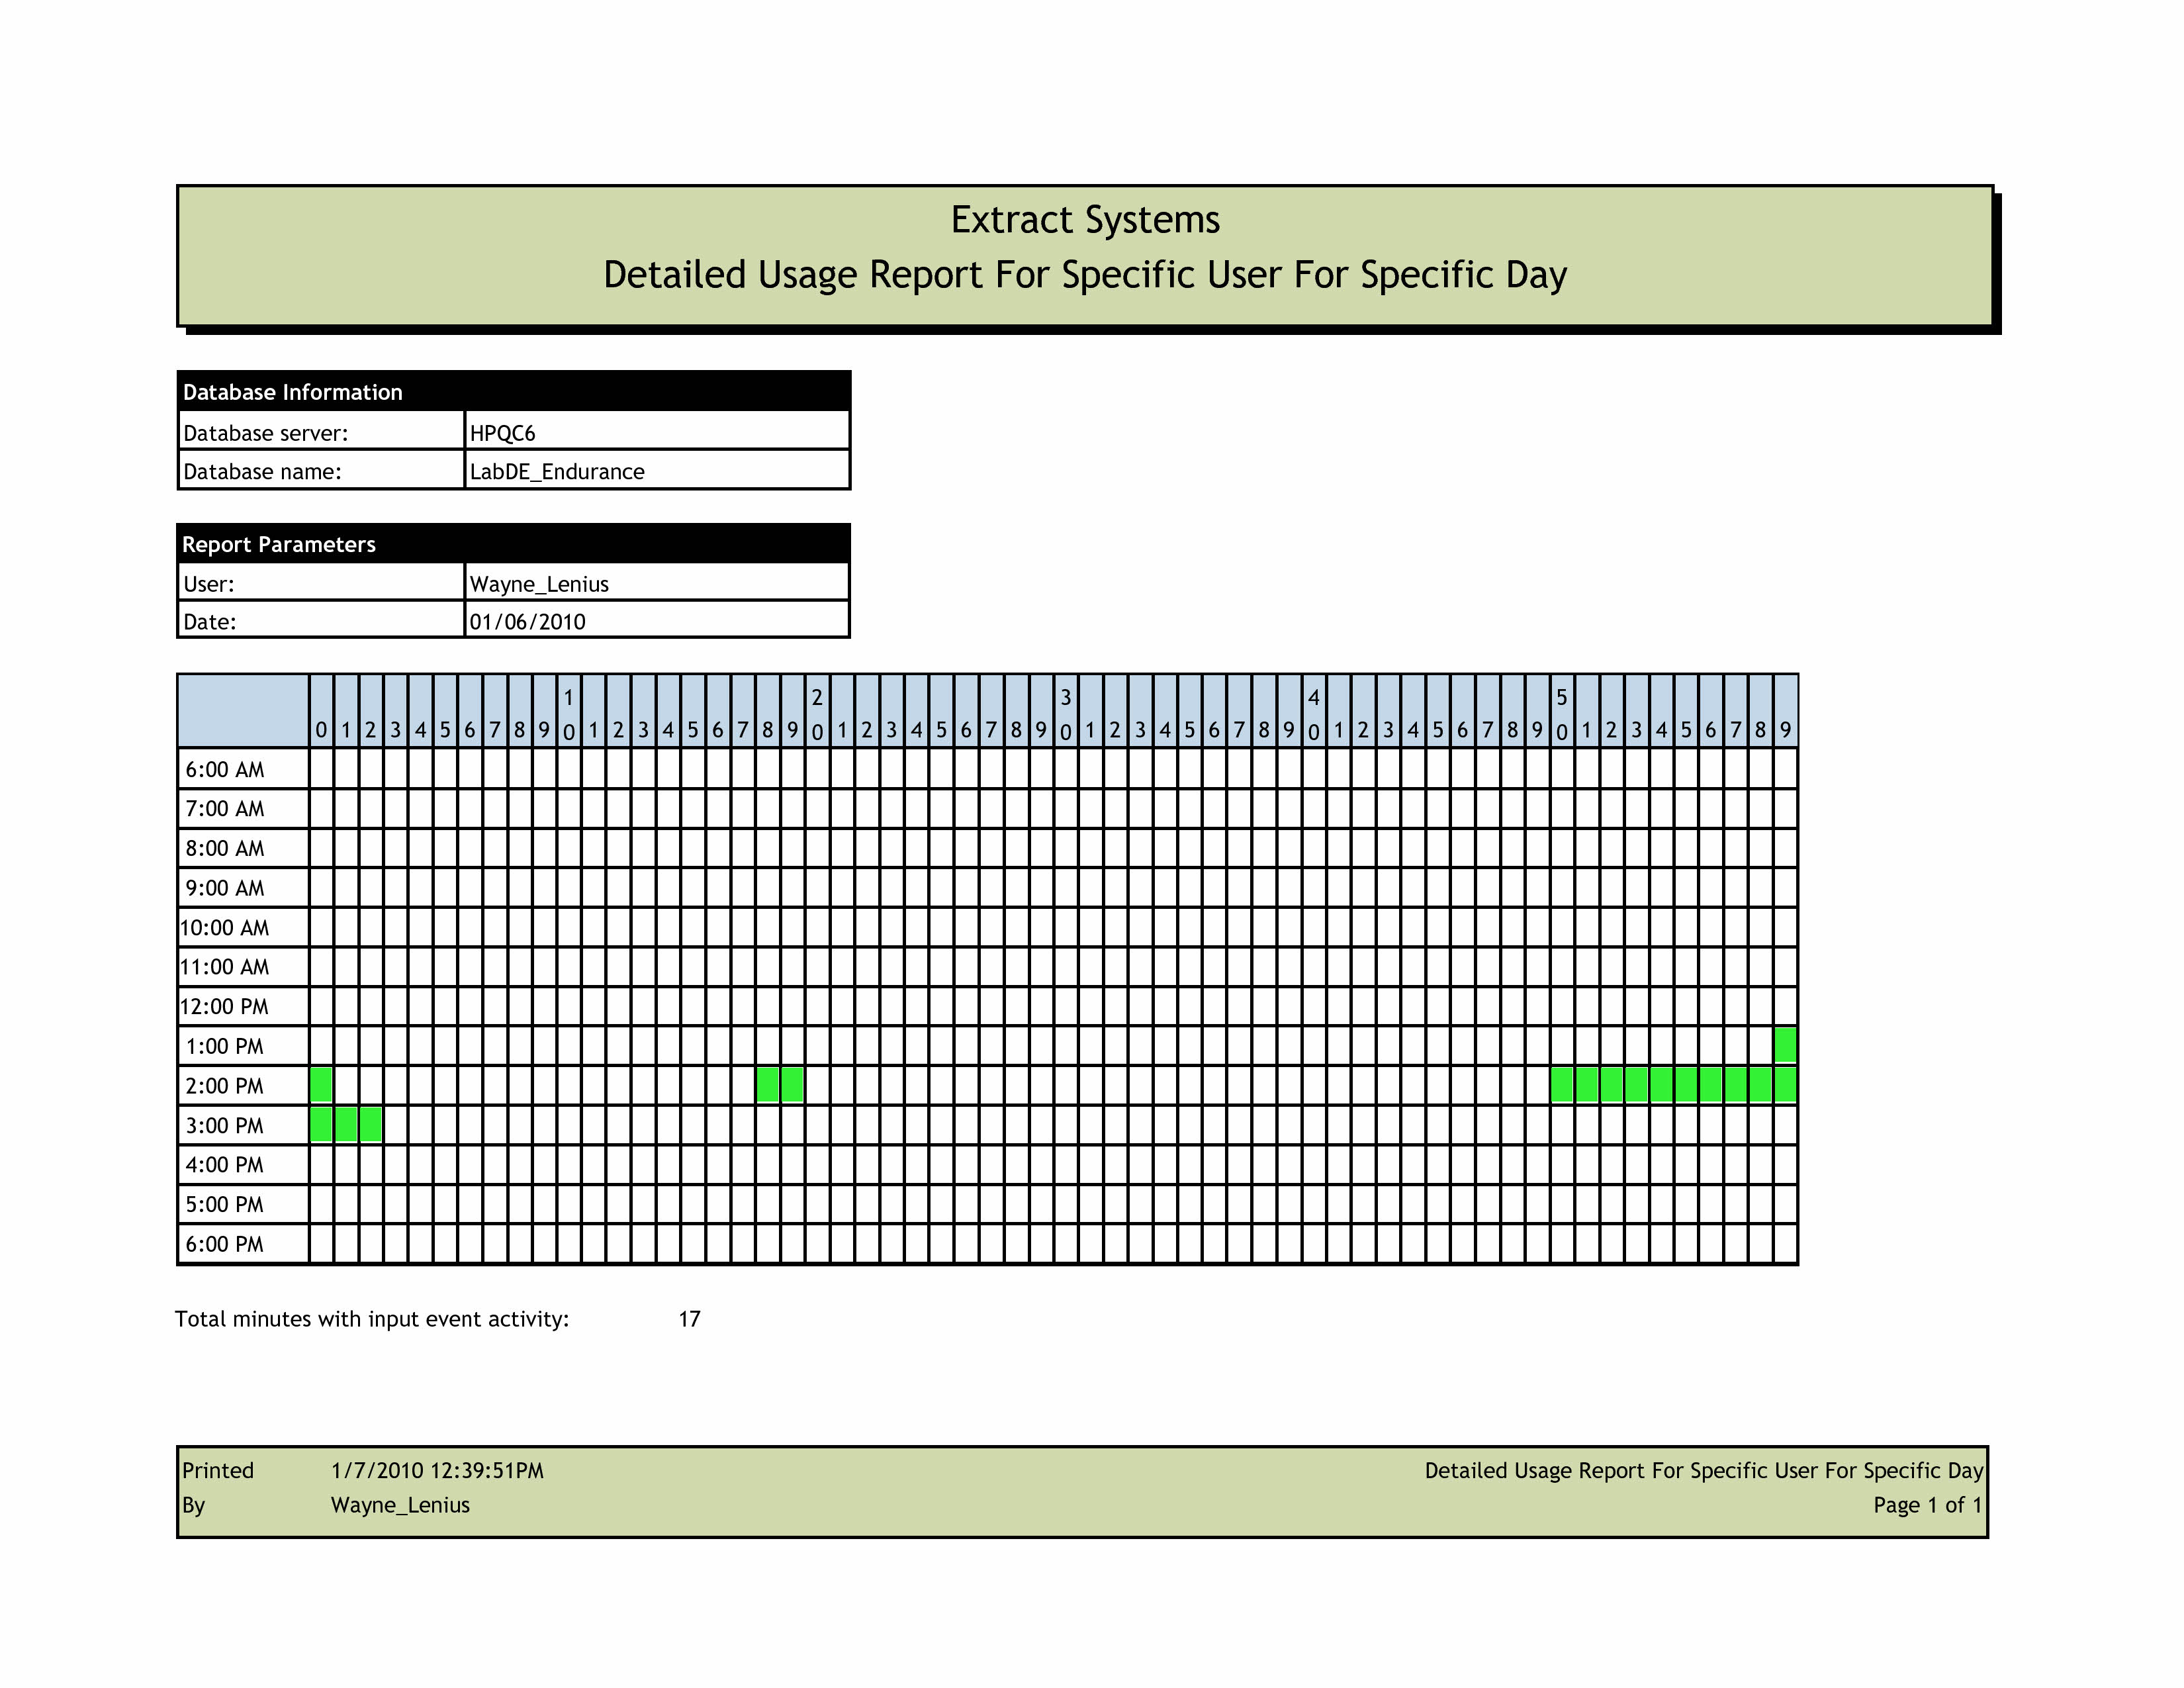 Extract Systems
Detailed Usage Report For Specific User For Specific Day
Database Information
Database server: HPQC6
Database name: LabDE_Endurance
Report Parameters
User: Wayne_Lenius
Date: 01/06/2010
0 1 2 3 4 5 6 7 8 9 10 1 2 3 4 5 6 7 8 9 20 1 2 3 4 5 6 7 8 9 30 1 2 3 4 5 6 7 8 9 40 1 2 3 4 5 6 7 8 9 50 1 2 3 4 5 6 7 8 9
6:00 AM
7:00 AM
8:00 AM
9:00 AM
10:00 AM
11:00 AM
12:00 PM
1:00 PM
2:00 PM
3:00 PM
4:00 PM
5:00 PM
6:00 PM
Total minutes with input event activity: 17
Printed 1/7/2010 12:39:51PM Detailed Usage Report For Specific User For Specific Day
By Wayne_Lenius Page 1 of 1